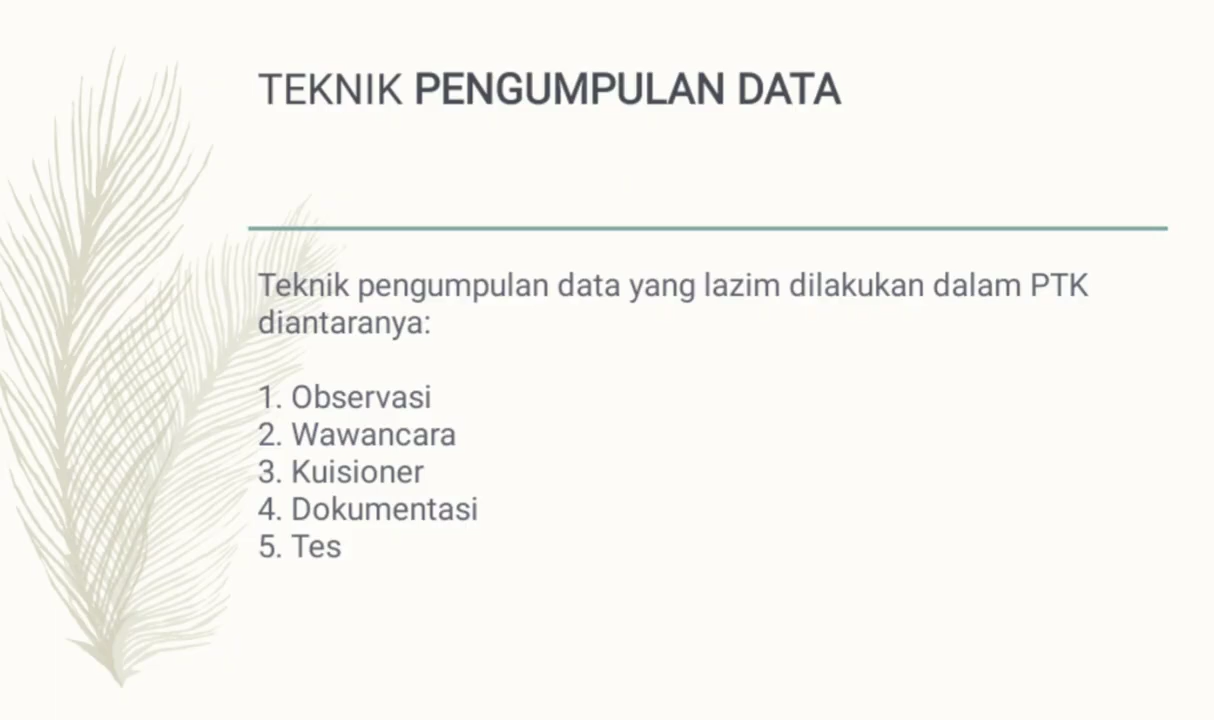 TEKNIK PENGUMPULAN DATA
Teknik pengumpulan data yang lazim dilakukan dalam PTK
diantaranya:
1. Observasi
2. Wawancara
3. Kuisioner
4. Dokumentasi
5. Tes